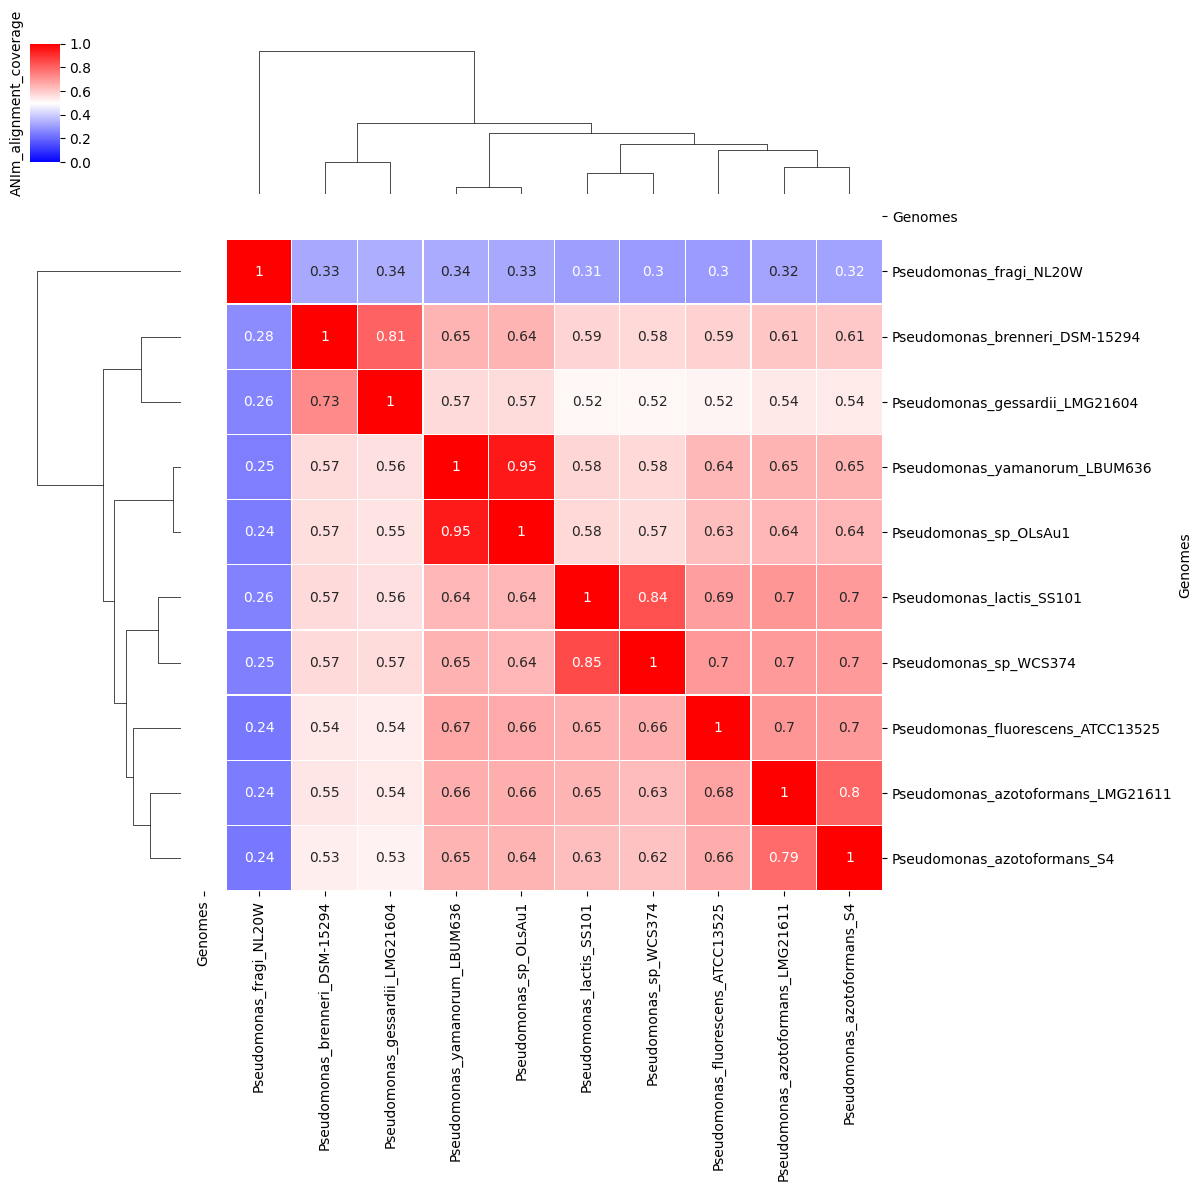 ANIm_alignment_coverage
1.0
0.8
0.6
0.4
0.2
0.0
Genomes
1 0.33 0.34 0.34 0.33 0.31 0.3 0.3 0.32 0.32 Pseudomonas_fragi_NL20W
0.28 1 0.81 0.65 0.64 0.59 0.58 0.59 0.61 0.61 Pseudomonas_brenneri_DSM-15294
0.26 0.73 1 0.57 0.57 0.52 0.52 0.52 0.54 0.54 Pseudomonas_gessardii_LMG21604
0.25 0.57 0.56 1 0.95 0.58 0.58 0.64 0.65 0.65 Pseudomonas_yamanorum_LBUM636
0.24 0.57 0.55 0.95 1 0.58 0.57 0.63 0.64 0.64 Pseudomonas_sp_OLsAu1
0.26 0.57 0.56 0.64 0.64 1 0.84 0.69 0.7 0.7 Pseudomonas_lactis_SS101
0.25 0.57 0.57 0.65 0.64 0.85 1 0.7 0.7 0.7 Pseudomonas_sp_WCS374
0.24 0.54 0.54 0.67 0.66 0.65 0.66 1 0.7 0.7 Pseudomonas_fluorescens_ATCC13525
0.24 0.55 0.54 0.66 0.66 0.65 0.63 0.68 1 0.8 Pseudomonas_azotoformans_LMG21611
0.24 0.53 0.53 0.65 0.64 0.63 0.62 0.66 0.79 1 Pseudomonas_azotoformans_S4
Genomes
Genomes
Pseudomonas_fragi_NL20W
Pseudomonas_brenneri_DSM-15294
Pseudomonas_gessardii_LMG21604
Pseudomonas_yamanorum_LBUM636
Pseudomonas_sp_OLsAu1
Pseudomonas_lactis_SS101
Pseudomonas_sp_WCS374
Pseudomonas_fluorescens_ATCC13525
Pseudomonas_azotoformans_LMG21611
Pseudomonas_azotoformans_S4